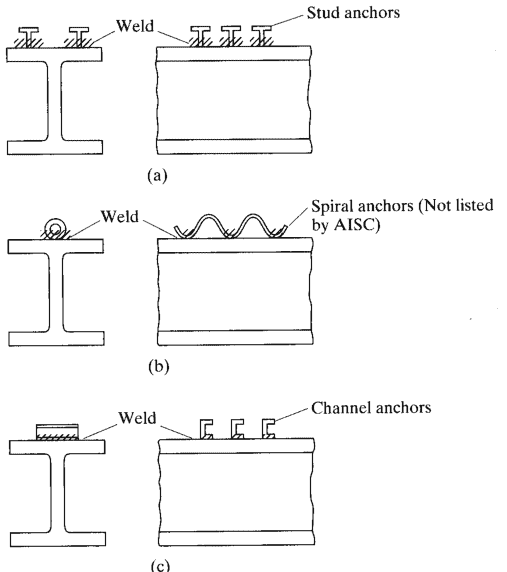 Stud anchors
Weld
(a)
Spiral anchors (Not listed
by AISC)
Weld
(b)
Channel anchors
Weld
(c)